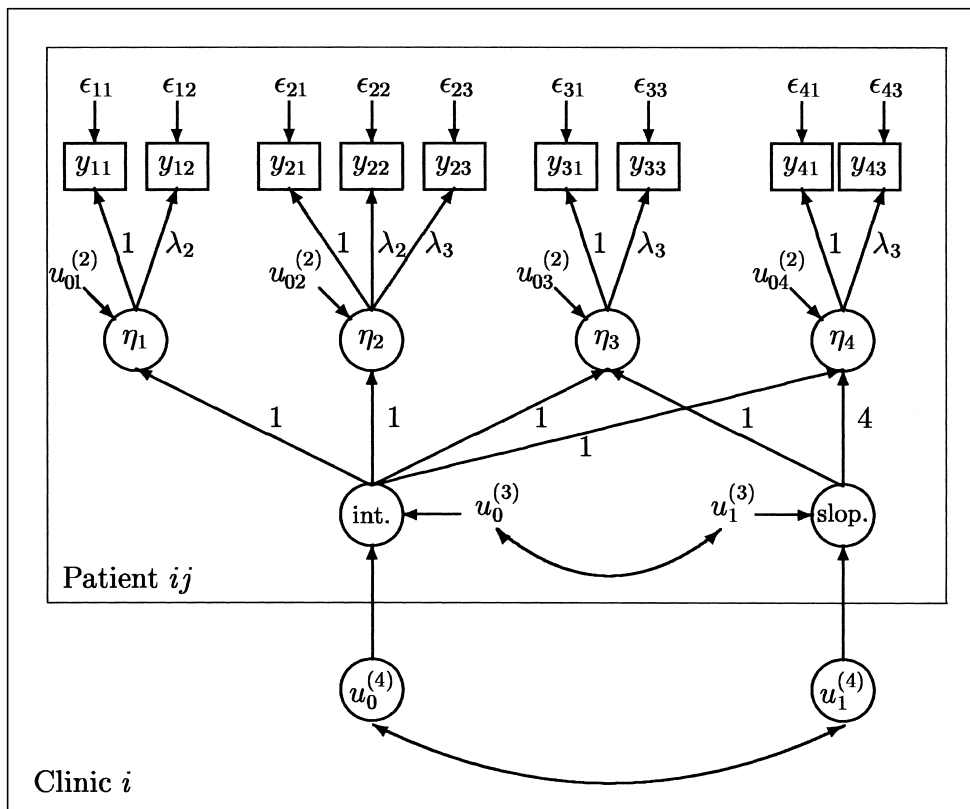 ϵ₁₁ ϵ₁₂ ϵ₂₁ ϵ₂₂ ϵ₂₃ ϵ₃₁ ϵ₃₃ ϵ₄₁ ϵ₄₃
y₁₁ y₁₂ y₂₁ y₂₂ y₂₃ y₃₁ y₃₃ y₄₁ y₄₃
1 λ₂ 1 λ₂ λ₃ 1 λ₃ 1 λ₃
u₀₁⁽²⁾ u₀₂⁽²⁾ u₀₃⁽²⁾ u₀₄⁽²⁾
η₁ η₂ η₃ η₄
1 1 1 1 4
1
int. u₀⁽³⁾ u₁⁽³⁾ slop.
Patient ij
u₀⁽⁴⁾ u₁⁽⁴⁾
Clinic i